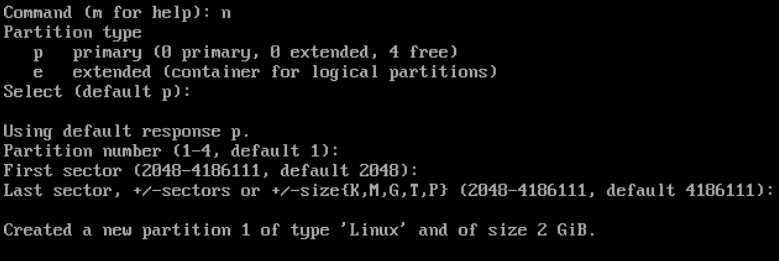 Command (m for help): n
Partition type
   p   primary (0 primary, 0 extended, 4 free)
   e   extended (container for logical partitions)
Select (default p):

Using default response p.
Partition number (1-4, default 1):
First sector (2048-4186111, default 2048):
Last sector, +/-sectors or +/-size{K,M,G,T,P} (2048-4186111, default 4186111):

Created a new partition 1 of type 'Linux' and of size 2 GiB.